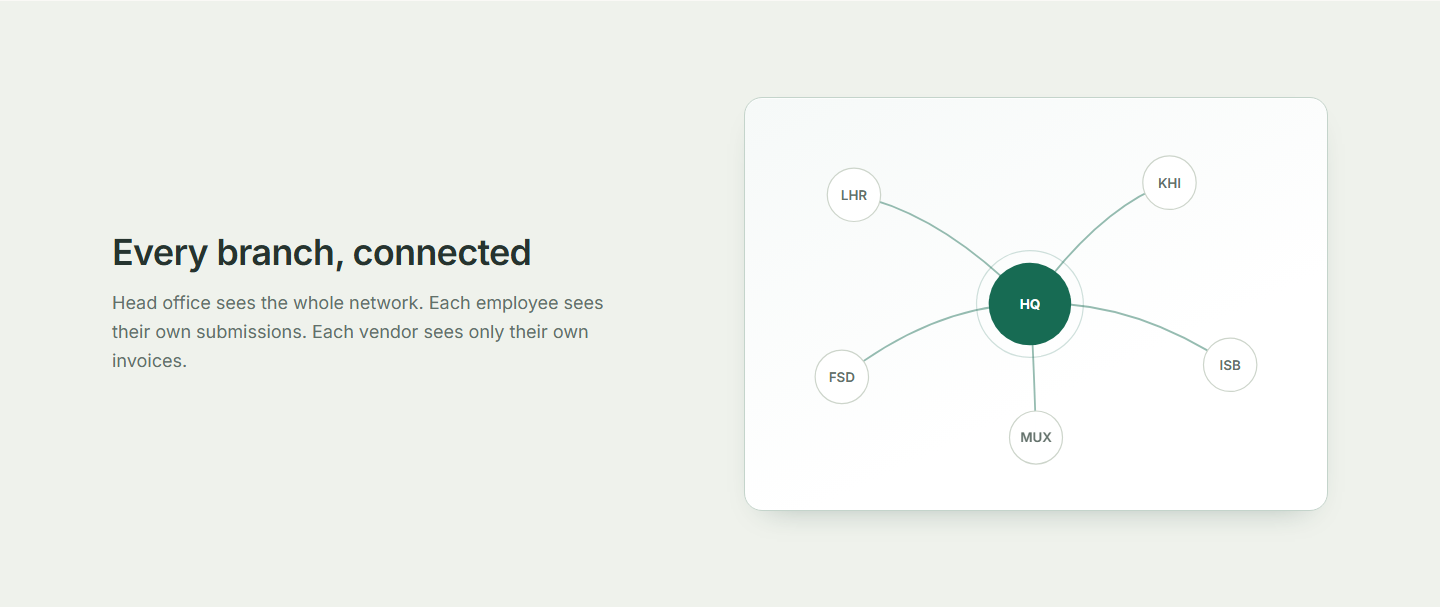 Every branch, connected
Head office sees the whole network. Each employee sees
their own submissions. Each vendor sees only their own
invoices.
LHR
KHI
HQ
FSD
ISB
MUX